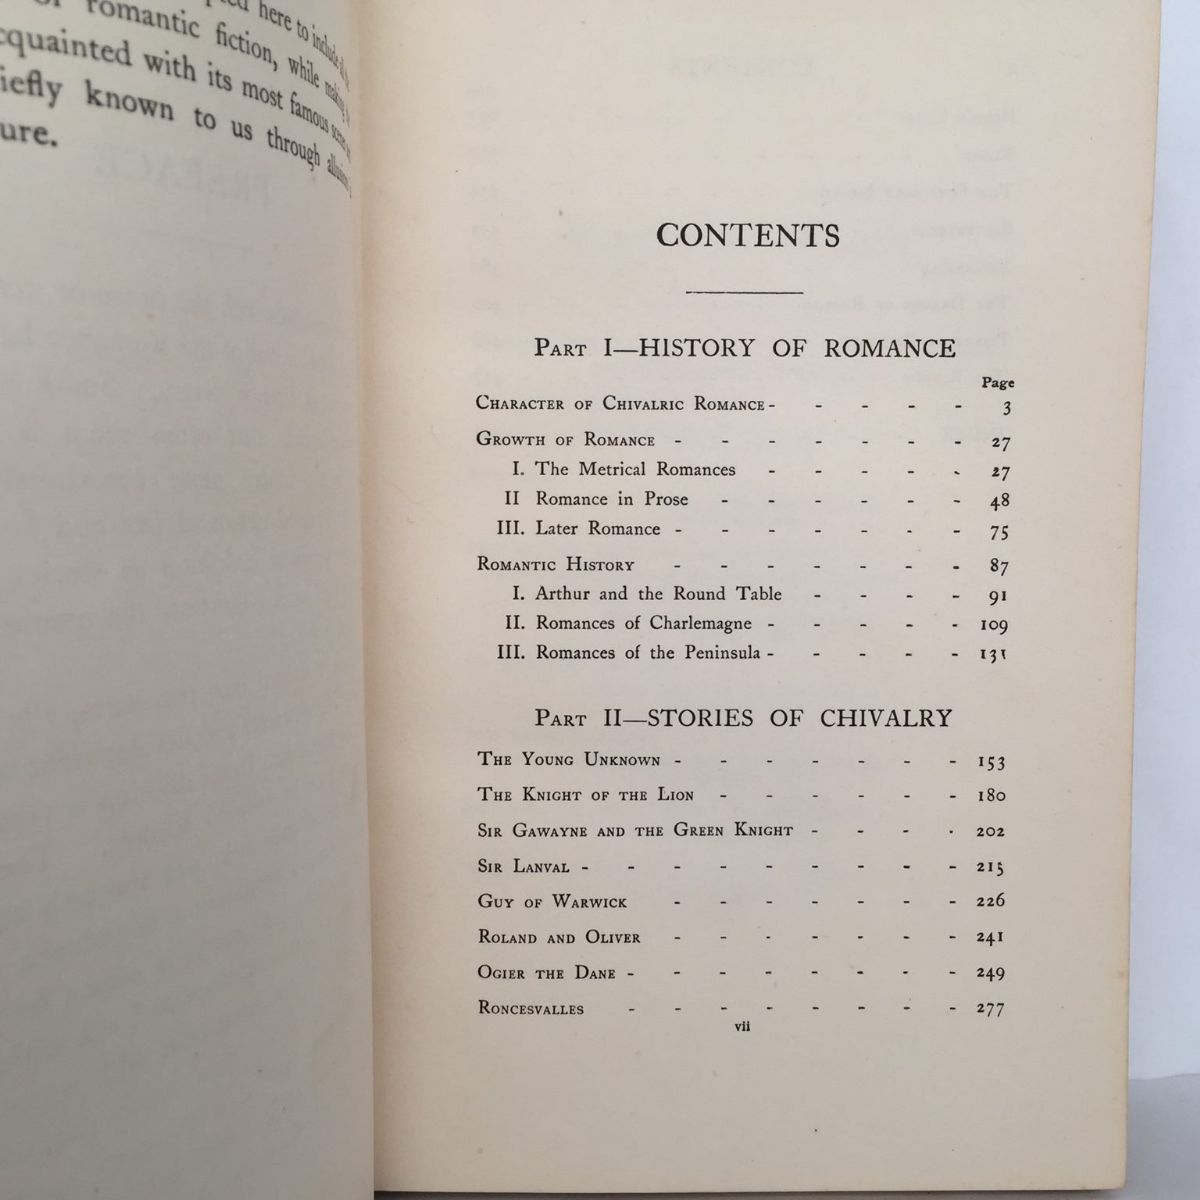 here to include
romantic fiction, while making
cquainted with its most famous
iefly known to us through
ure.
CONTENTS
PART I—HISTORY OF ROMANCE
Page
CHARACTER OF CHIVALRIC ROMANCE - - - - - 3
GROWTH OF ROMANCE - - - - - - - 27
I. The Metrical Romances - - - - - 27
II Romance in Prose - - - - - - 48
III. Later Romance - - - - - - - 75
ROMANTIC HISTORY - - - - - - - 87
I. Arthur and the Round Table - - - - 91
II. Romances of Charlemagne - - - - - 109
III. Romances of the Peninsula - - - - - 131
PART II—STORIES OF CHIVALRY
THE YOUNG UNKNOWN - - - - - - - 153
THE KNIGHT OF THE LION - - - - - - 180
SIR GAWAYNE AND THE GREEN KNIGHT - - - - 202
SIR LANVAL - - - - - - - - - 215
GUY OF WARWICK - - - - - - - 226
ROLAND AND OLIVER - - - - - - - 241
OGIER THE DANE - - - - - - - - 249
RONCESVALLES - - - - - - - - 277
vii